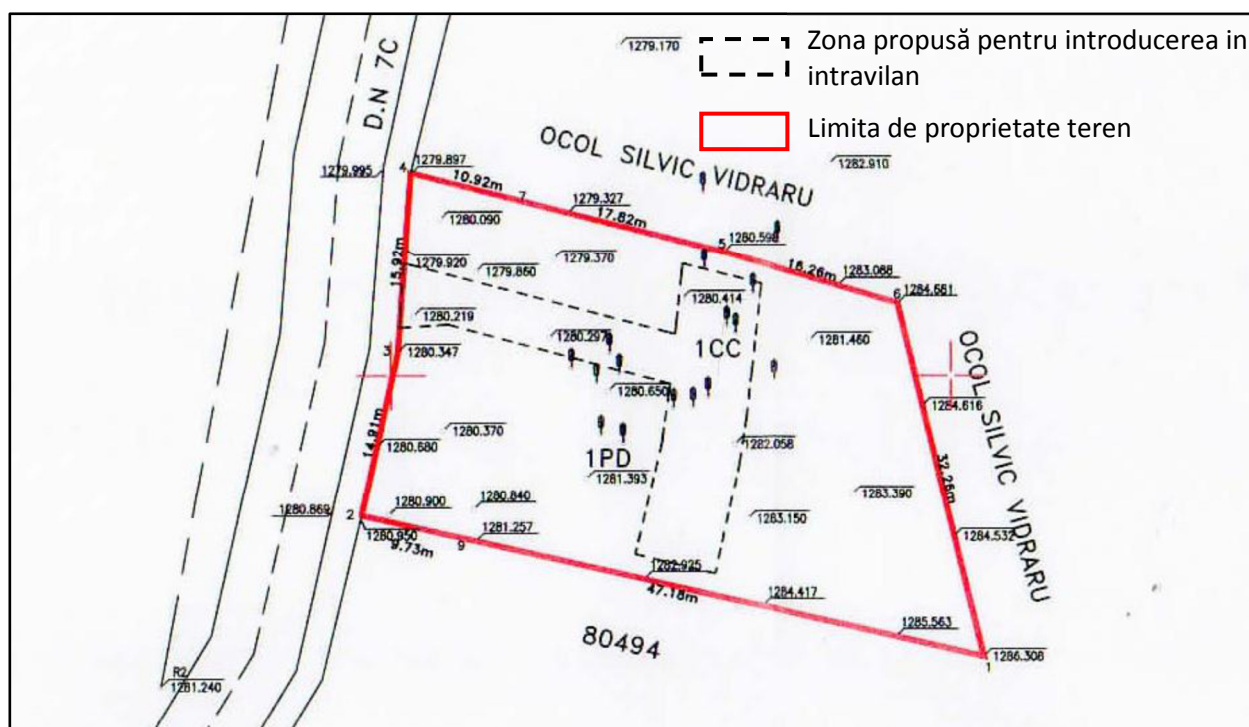 1279.170
Zona propusă pentru introducerea in
intravilan
Limita de proprietate teren
D.N 7C
OCOL SILVIC VIDRARU
1282.910
1279.995
4
1279.897
10.92m
7
1279.327
17.82m
1280.090
5
1280.598
1279.920
15.92m
1279.860
1279.370
16.26m
1283.088
6
1284.681
1280.414
1280.219
1280.297
1CC
1281.460
3
1280.347
OCOL SILVIC VIDRARU
1280.650
1284.616
14.91m
1280.680
1280.370
1282.058
1PD
1281.393
32.26m
1283.390
1280.869
2
1280.900
1280.840
1280.950
9.73m
9
1281.257
1283.150
1284.532
1282.925
47.18m
1284.417
1285.563
80494
1286.308
1
R2
1281.240